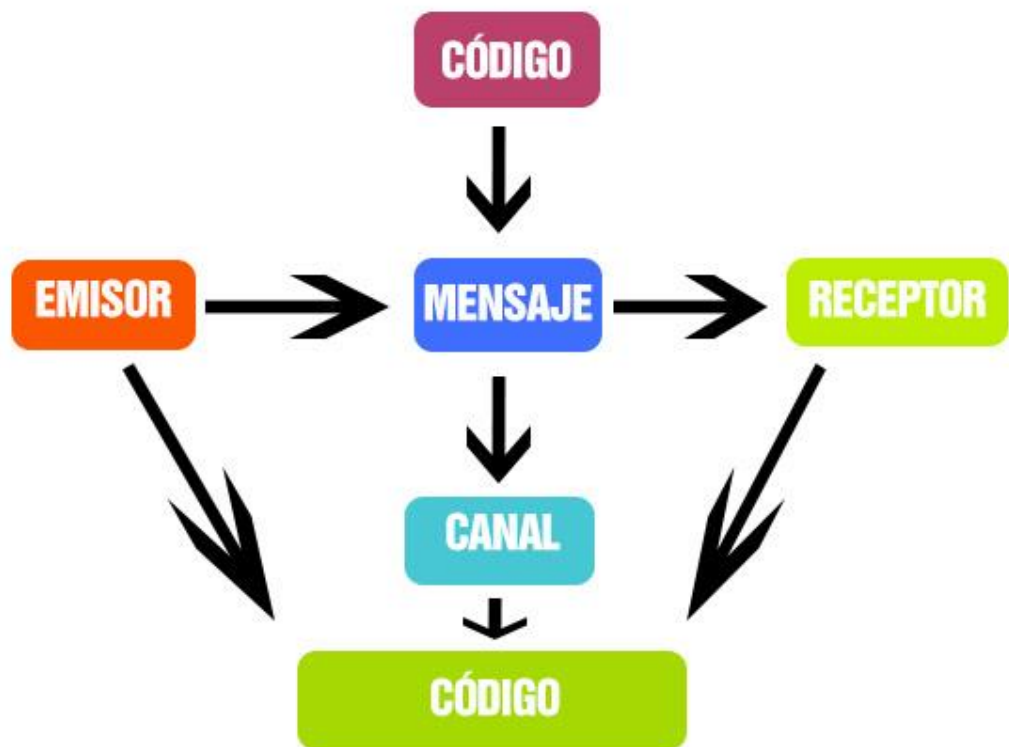 CÓDIGO
EMISOR
MENSAJE
RECEPTOR
CANAL
CÓDIGO